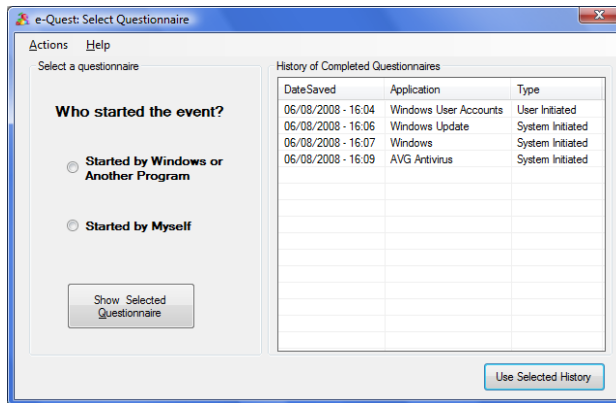 e-Quest: Select Questionnaire
Actions Help
Select a questionnaire
Who started the event?
Started by Windows or
Another Program
Started by Myself
Show Selected
Questionnaire
History of Completed Questionnaires
DateSaved Application Type
06/08/2008 - 16:04 Windows User Accounts User Initiated
06/08/2008 - 16:06 Windows Update System Initiated
06/08/2008 - 16:07 Windows System Initiated
06/08/2008 - 16:09 AVG Antivirus System Initiated
Use Selected History